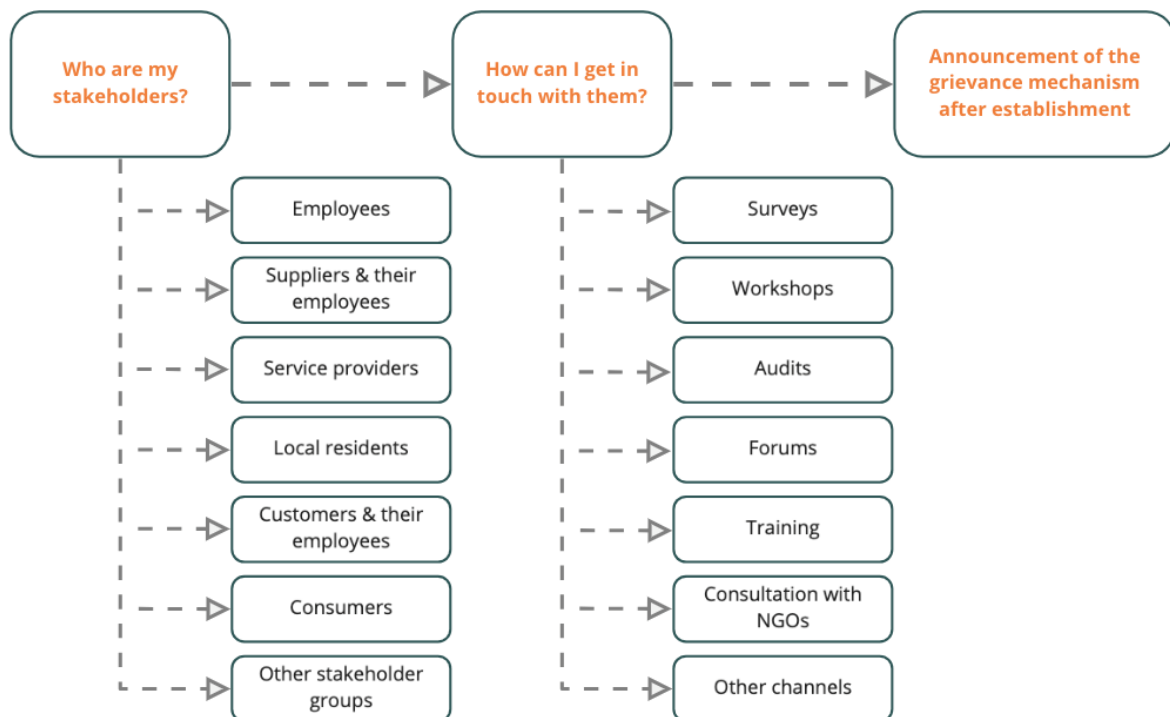 Who are my
stakeholders?
How can I get in
touch with them?
Announcement of the
grievance mechanism
after establishment
Employees
Suppliers & their
employees
Service providers
Local residents
Customers & their
employees
Consumers
Other stakeholder
groups
Surveys
Workshops
Audits
Forums
Training
Consultation with
NGOs
Other channels